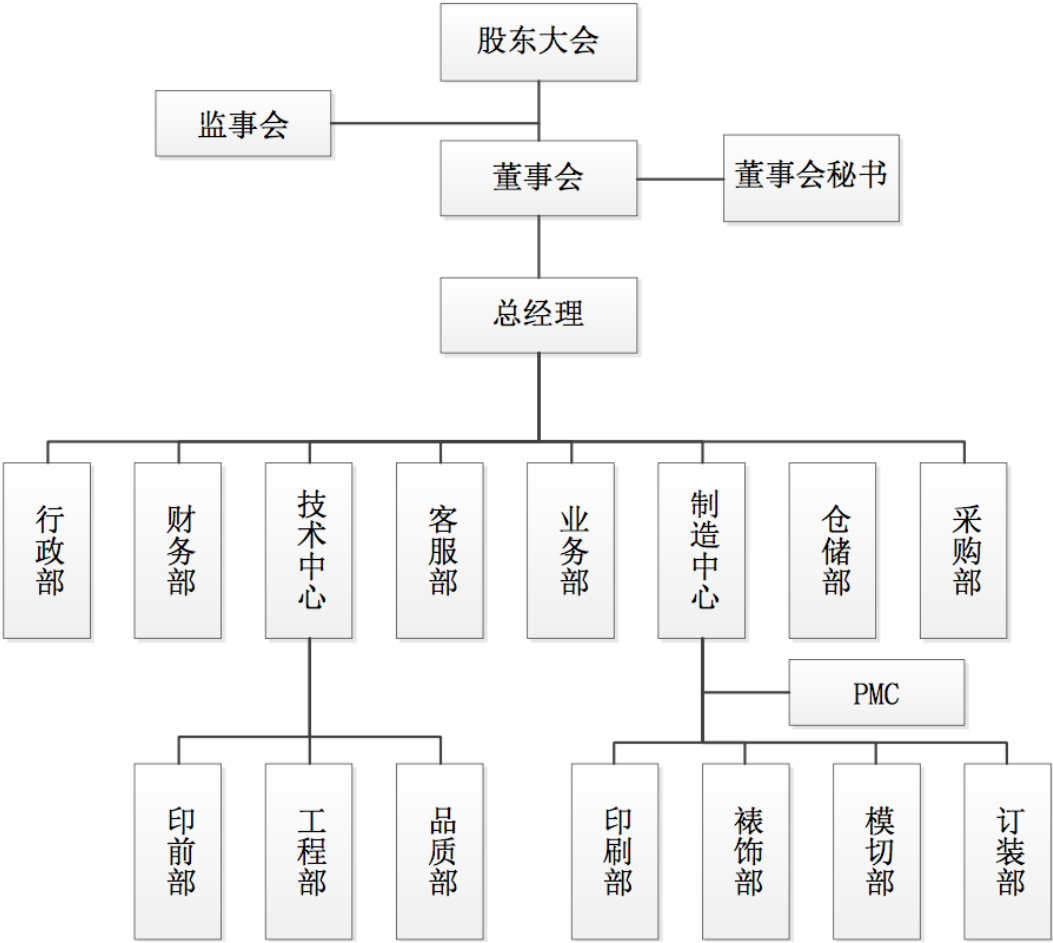 股东大会
监事会
董事会
董事会秘书
总经理
行政部
财务部
技术中心
客服部
业务部
制造中心
仓储部
采购部
PMC
印前部
工程部
品质部
印刷部
裱饰部
模切部
订装部